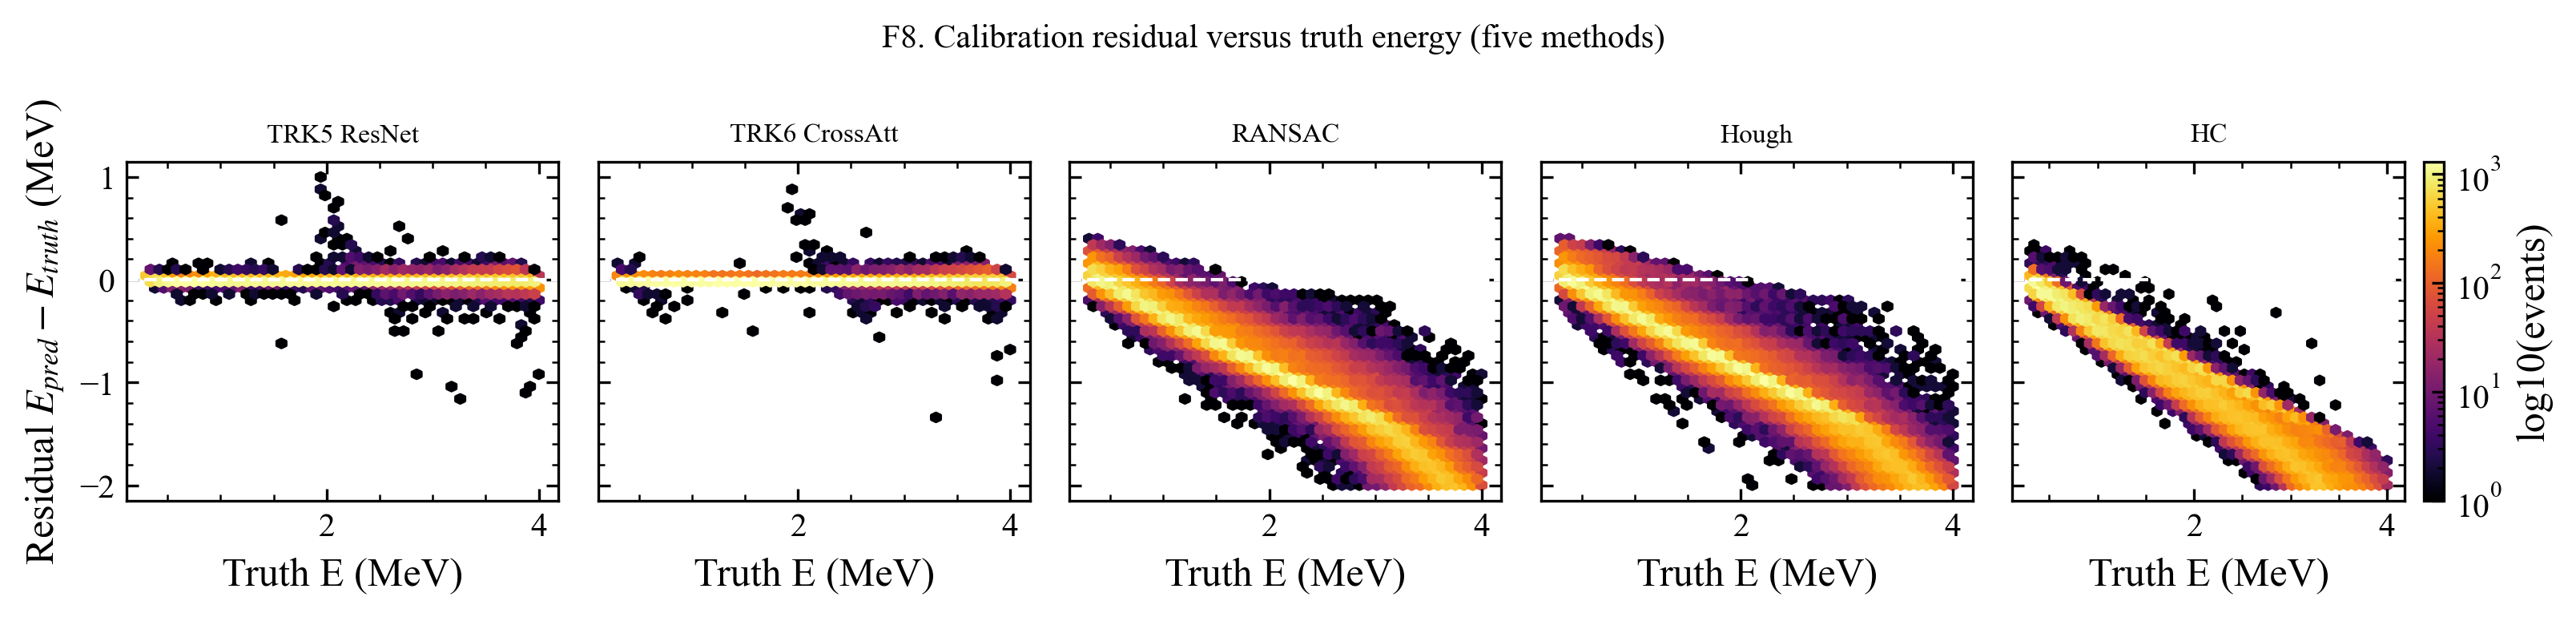 F8. Calibration residual versus truth energy (five methods)
TRK5 ResNet
TRK6 CrossAtt
RANSAC
Hough
HC
Residual E_pred − E_truth (MeV)
1
0
−1
−2
2 4
2 4
2 4
2 4
2 4
Truth E (MeV)
Truth E (MeV)
Truth E (MeV)
Truth E (MeV)
Truth E (MeV)
10^3
10^2
10^1
10^0
log10(events)